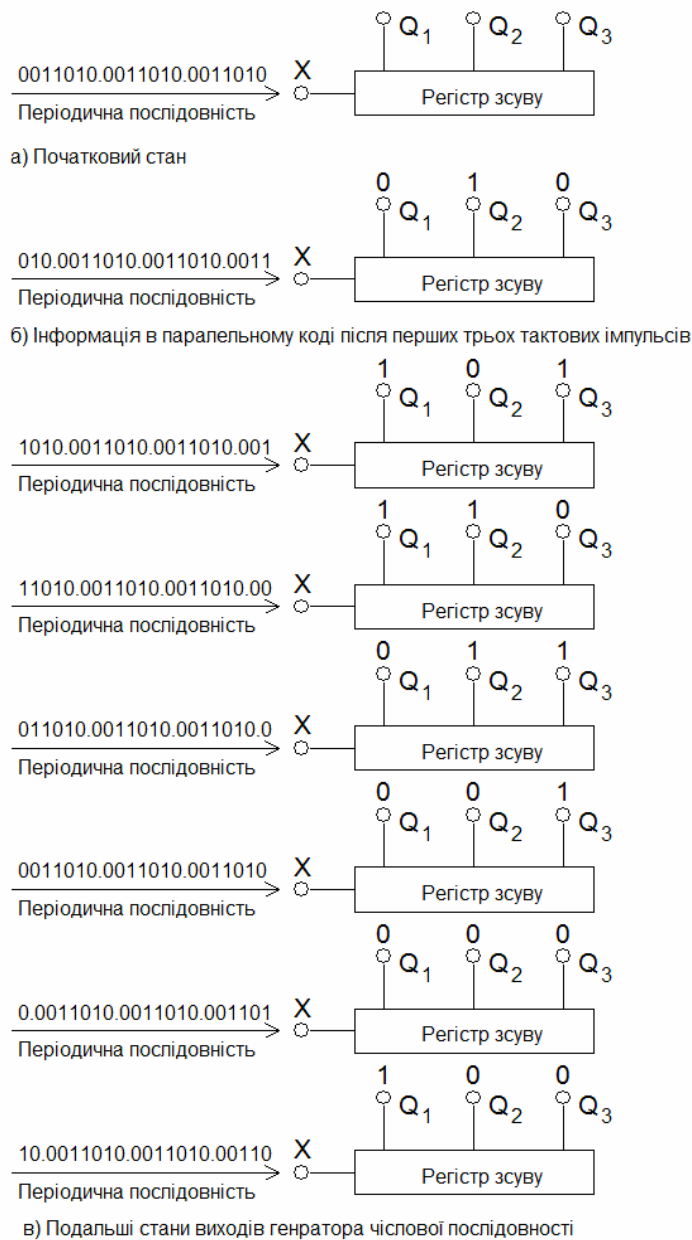 Q1 Q2 Q3
0011010.0011010.0011010 X
Регістр зсуву
Періодична послідовність
а) Початковий стан
0 1 0
Q1 Q2 Q3
010.0011010.0011010.0011 X
Регістр зсуву
Періодична послідовність
б) Інформація в паралельному коді після перших трьох тактових імпульсів
1 0 1
Q1 Q2 Q3
1010.0011010.0011010.001 X
Регістр зсуву
Періодична послідовність
1 1 0
Q1 Q2 Q3
11010.0011010.0011010.00 X
Регістр зсуву
Періодична послідовність
0 1 1
Q1 Q2 Q3
011010.0011010.0011010.0 X
Регістр зсуву
Періодична послідовність
0 0 1
Q1 Q2 Q3
0011010.0011010.0011010 X
Регістр зсуву
Періодична послідовність
0 0 0
Q1 Q2 Q3
0.0011010.0011010.001101 X
Регістр зсуву
Періодична послідовність
1 0 0
Q1 Q2 Q3
10.0011010.0011010.00110 X
Регістр зсуву
Періодична послідовність
в) Подальші стани виходів генратора чіслової послідовності